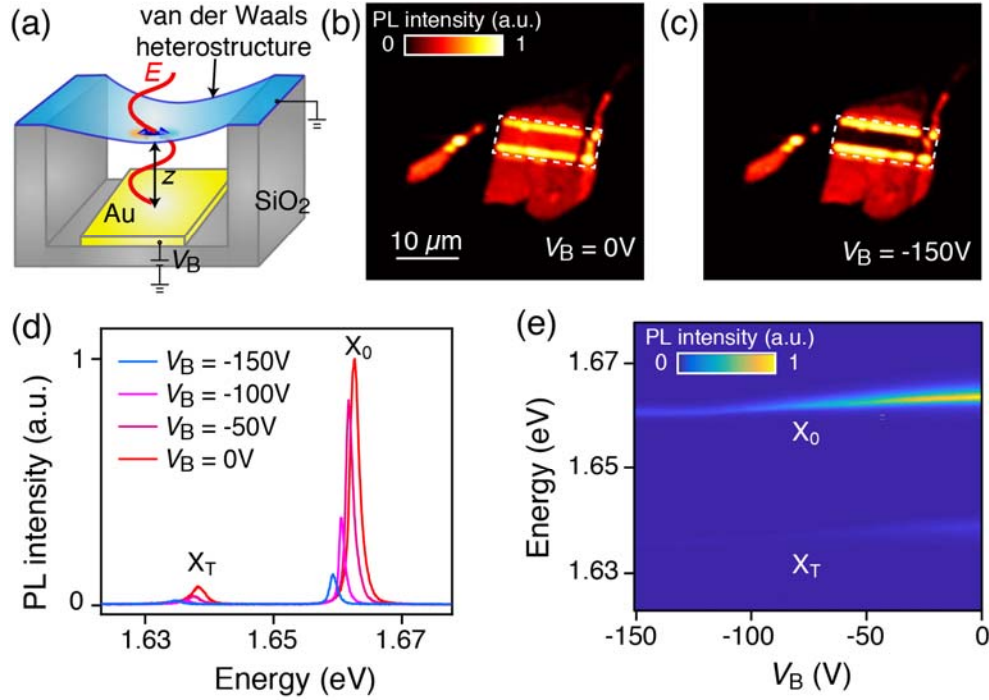 (a)
van der Waals
heterostructure
E
z
Au
SiO2
VB
(b)
PL intensity (a.u.)
0 1
10 μm
VB = 0V
(c)
VB = -150V
(d)
PL intensity (a.u.)
1
0
VB = -150V
VB = -100V
VB = -50V
VB = 0V
X0
XT
1.63 1.65 1.67
Energy (eV)
(e)
PL intensity (a.u.)
0 1
Energy (eV)
1.67
1.65
1.63
X0
XT
-150 -100 -50 0
VB (V)